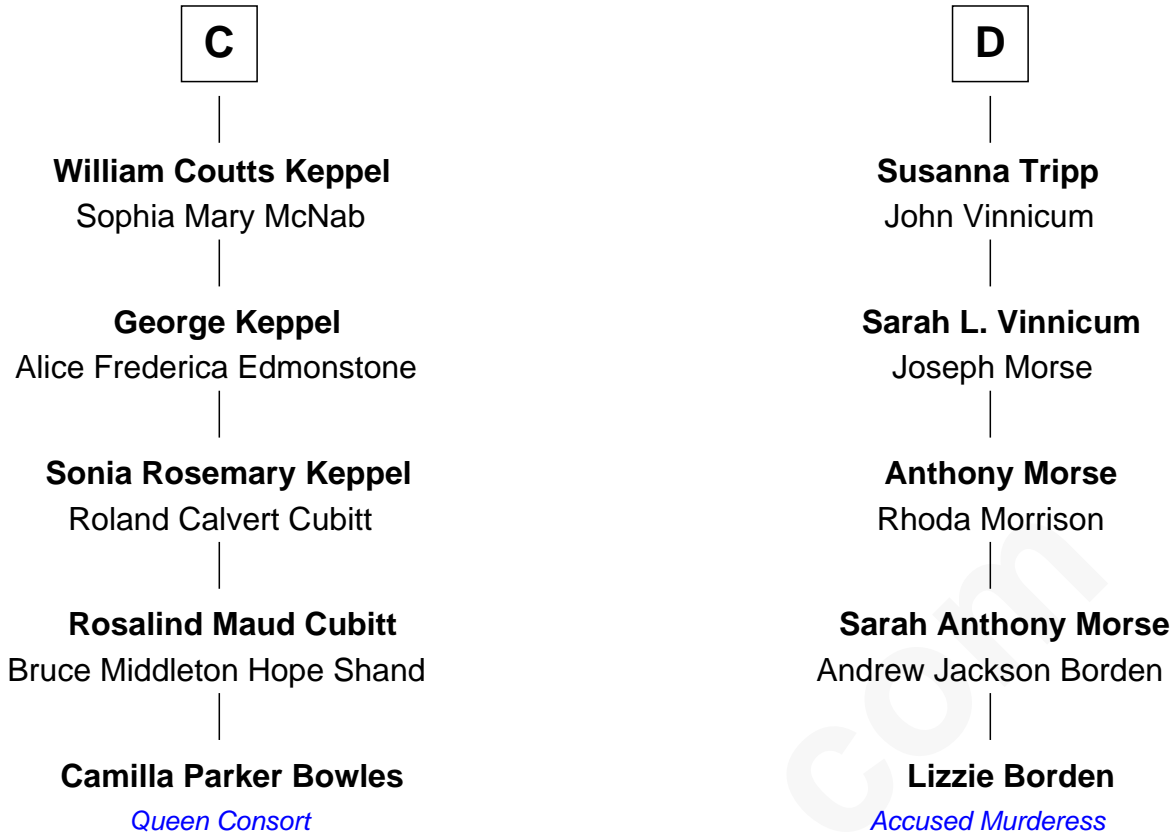 C
William Coutts Keppel
Sophia Mary McNab
George Keppel
Alice Frederica Edmonstone
Sonia Rosemary Keppel
Roland Calvert Cubitt
Rosalind Maud Cubitt
Bruce Middleton Hope Shand
Camilla Parker Bowles
Queen Consort
D
Susanna Tripp
John Vinnicum
Sarah L. Vinnicum
Joseph Morse
Anthony Morse
Rhoda Morrison
Sarah Anthony Morse
Andrew Jackson Borden
Lizzie Borden
Accused Murderess
com